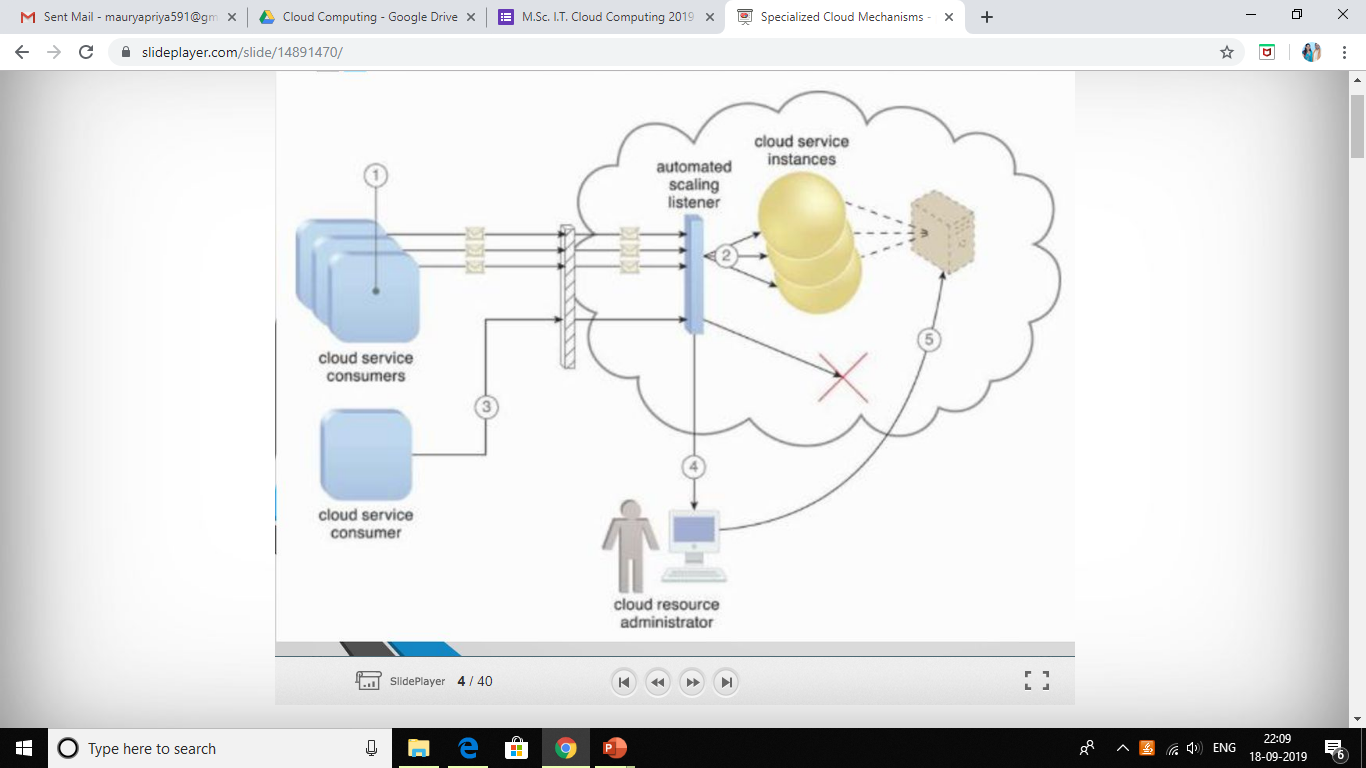 Sent Mail - mauryapriya591@gm
Cloud Computing - Google Drive
M.Sc. I.T. Cloud Computing 2019
Specialized Cloud Mechanisms -
slideplayer.com/slide/14891470/
cloud service
instances
automated
scaling
listener
1
2
cloud service
consumers
5
3
4
cloud service
consumer
cloud resource
administrator
SlidePlayer 4 / 40
Type here to search
ENG
22:09
18-09-2019
6